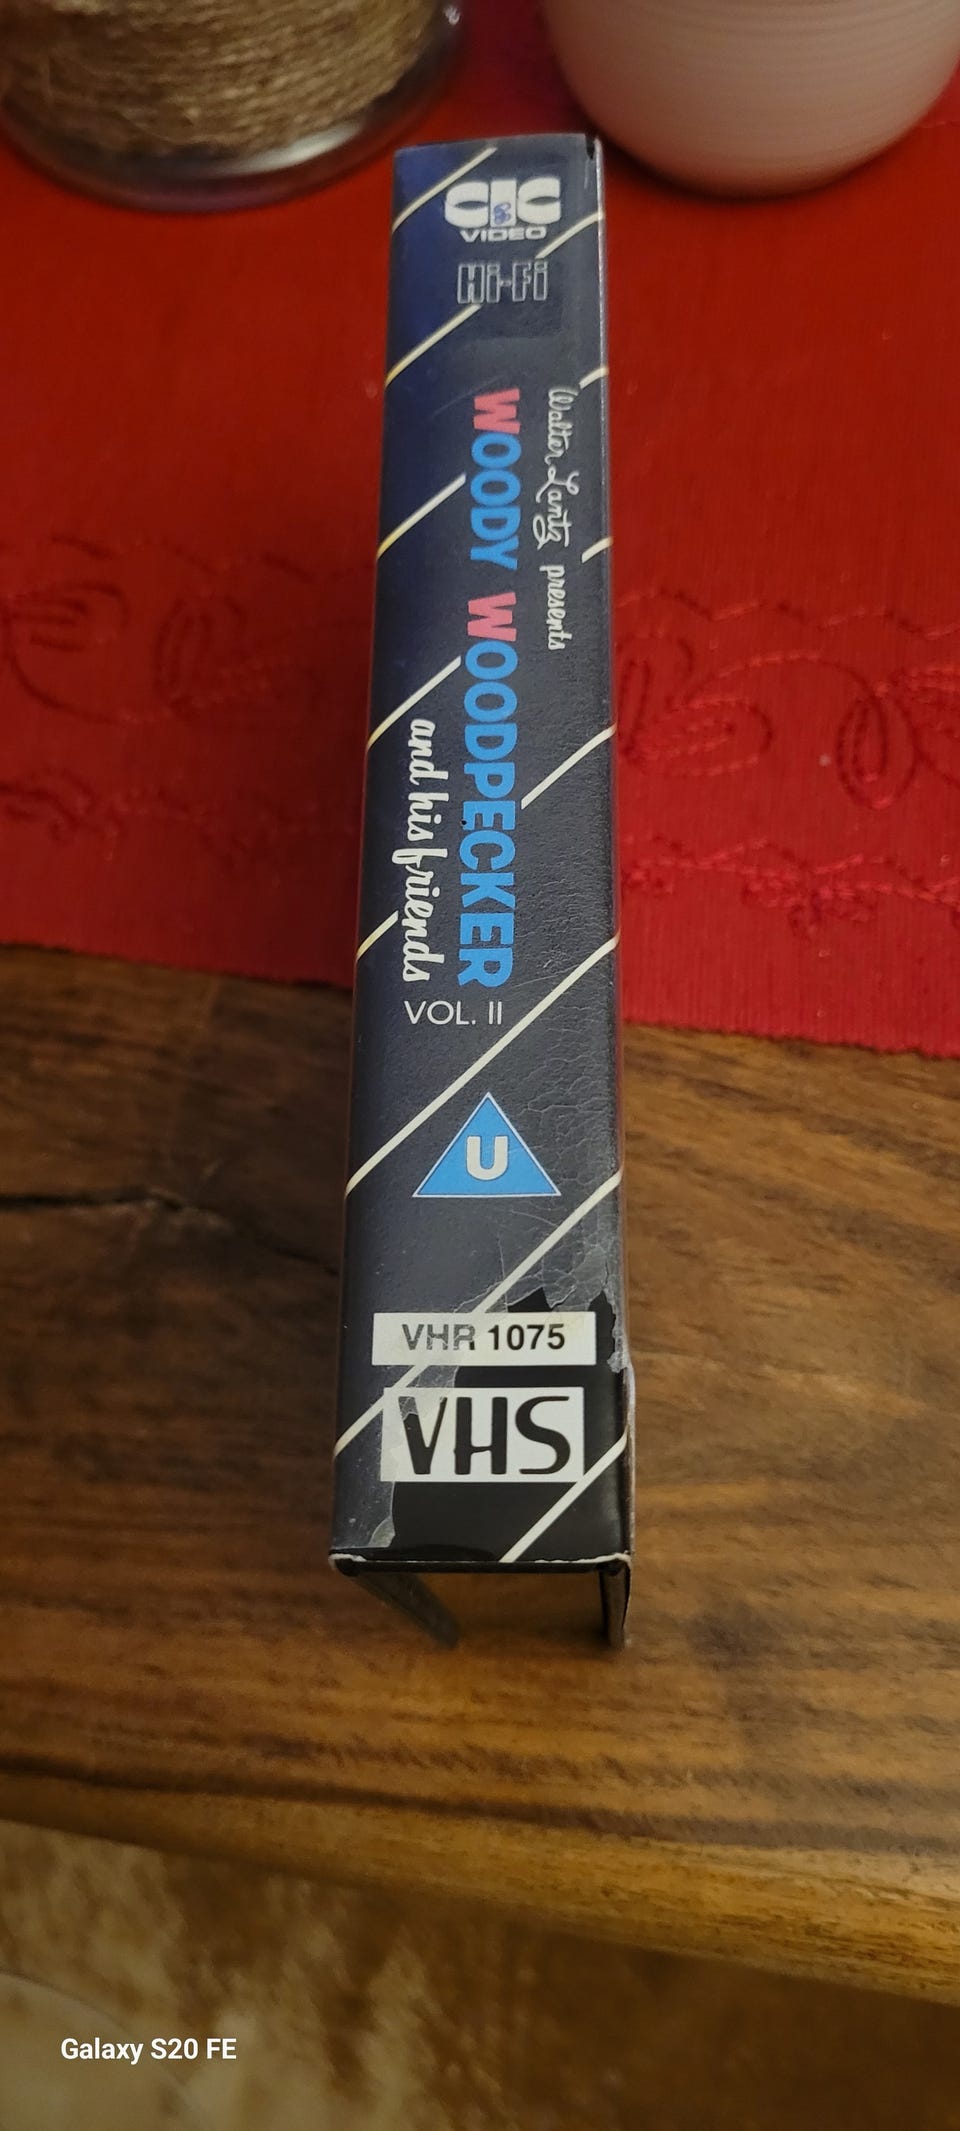 CIC
VIDEO
Hi-Fi
Walter Lantz presents
WOODY WOODPECKER
and his friends
VOL. II
U
VHR 1075
VHS
Galaxy S20 FE